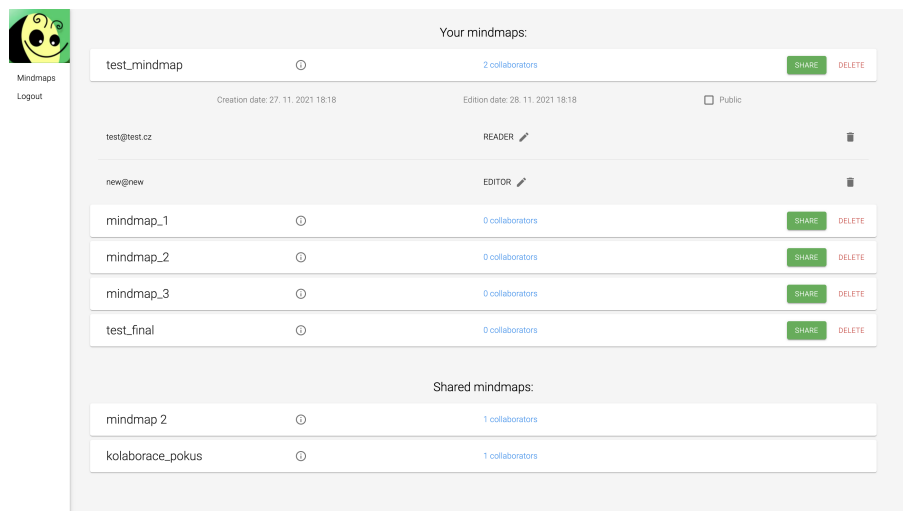 Your mindmaps:
test_mindmap 2 collaborators SHARE DELETE
Mindmaps
Logout
Creation date: 27. 11. 2021 18:18 Edition date: 28. 11. 2021 18:18 Public
test@test.cz READER
new@new EDITOR
mindmap_1 0 collaborators SHARE DELETE
mindmap_2 0 collaborators SHARE DELETE
mindmap_3 0 collaborators SHARE DELETE
test_final 0 collaborators SHARE DELETE
Shared mindmaps:
mindmap 2 1 collaborators
kolaborace_pokus 1 collaborators